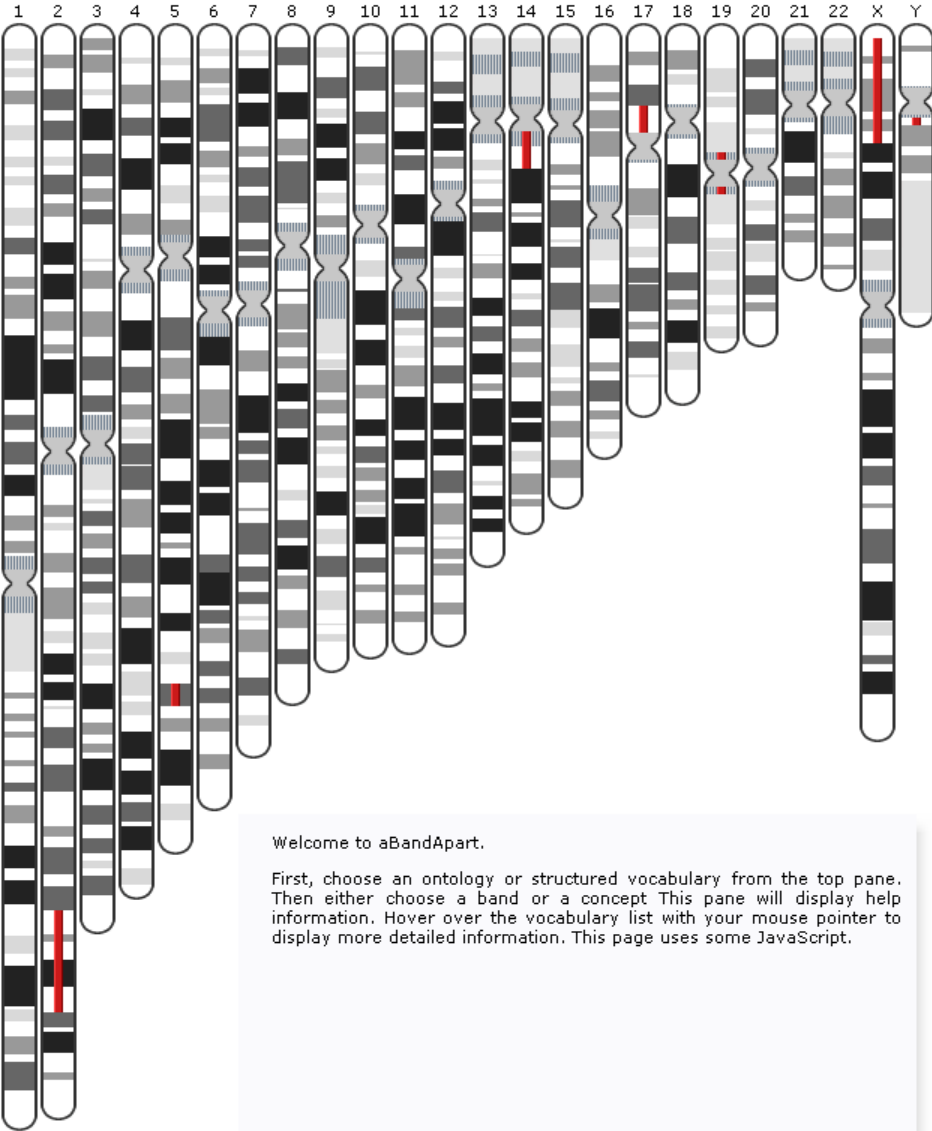 1 2 3 4 5 6 7 8 9 10 11 12 13 14 15 16 17 18 19 20 21 22 X Y
Welcome to aBandApart.
First, choose an ontology or structured vocabulary from the top pane.
Then either choose a band or a concept This pane will display help
information. Hover over the vocabulary list with your mouse pointer to
display more detailed information. This page uses some JavaScript.